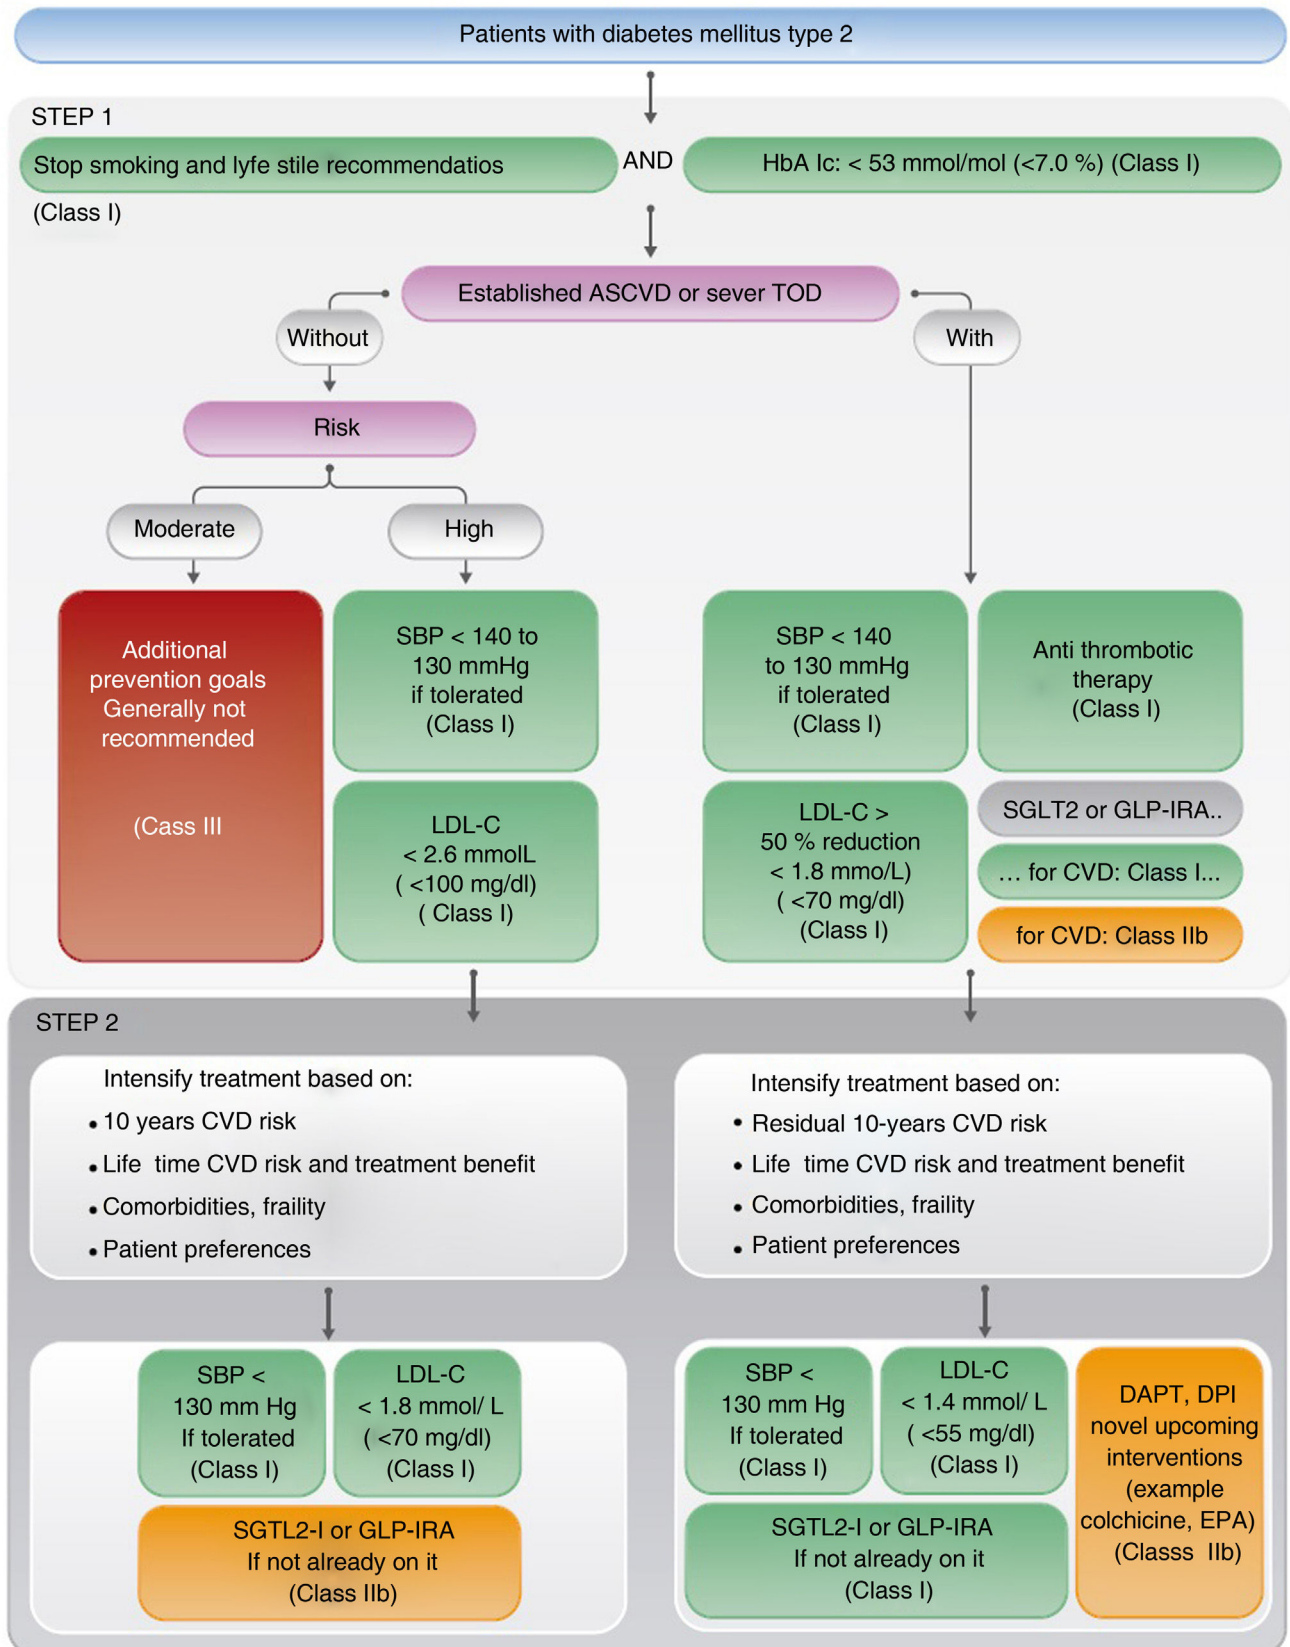 Patients with diabetes mellitus type 2
STEP 1
Stop smoking and lyfe stile recommendatios
(Class I)
AND
HbA Ic: < 53 mmol/mol (<7.0 %) (Class I)
Established ASCVD or sever TOD
Without
With
Risk
Moderate
High
Additional
prevention goals
Generally not
recommended
(Cass III
SBP < 140 to
130 mmHg
if tolerated
(Class I)
LDL-C
< 2.6 mmolL
( <100 mg/dl)
( Class I)
SBP < 140
to 130 mmHg
if tolerated
(Class I)
LDL-C >
50 % reduction
< 1.8 mmo/L)
( <70 mg/dl)
(Class I)
Anti thrombotic
therapy
(Class I)
SGLT2 or GLP-IRA..
... for CVD: Class I...
for CVD: Class IIb
STEP 2
Intensify treatment based on:
• 10 years CVD risk
• Life time CVD risk and treatment benefit
• Comorbidities, fraility
• Patient preferences
Intensify treatment based on:
• Residual 10-years CVD risk
• Life time CVD risk and treatment benefit
• Comorbidities, fraility
• Patient preferences
SBP <
130 mm Hg
If tolerated
(Class I)
LDL-C
< 1.8 mmol/ L
( <70 mg/dl)
(Class I)
SGTL2-I or GLP-IRA
If not already on it
(Class IIb)
SBP <
130 mm Hg
If tolerated
(Class I)
LDL-C
< 1.4 mmol/ L
( <55 mg/dl)
(Class I)
SGTL2-I or GLP-IRA
If not already on it
(Class I)
DAPT, DPI
novel upcoming
interventions
(example
colchicine, EPA)
(Classs IIb)